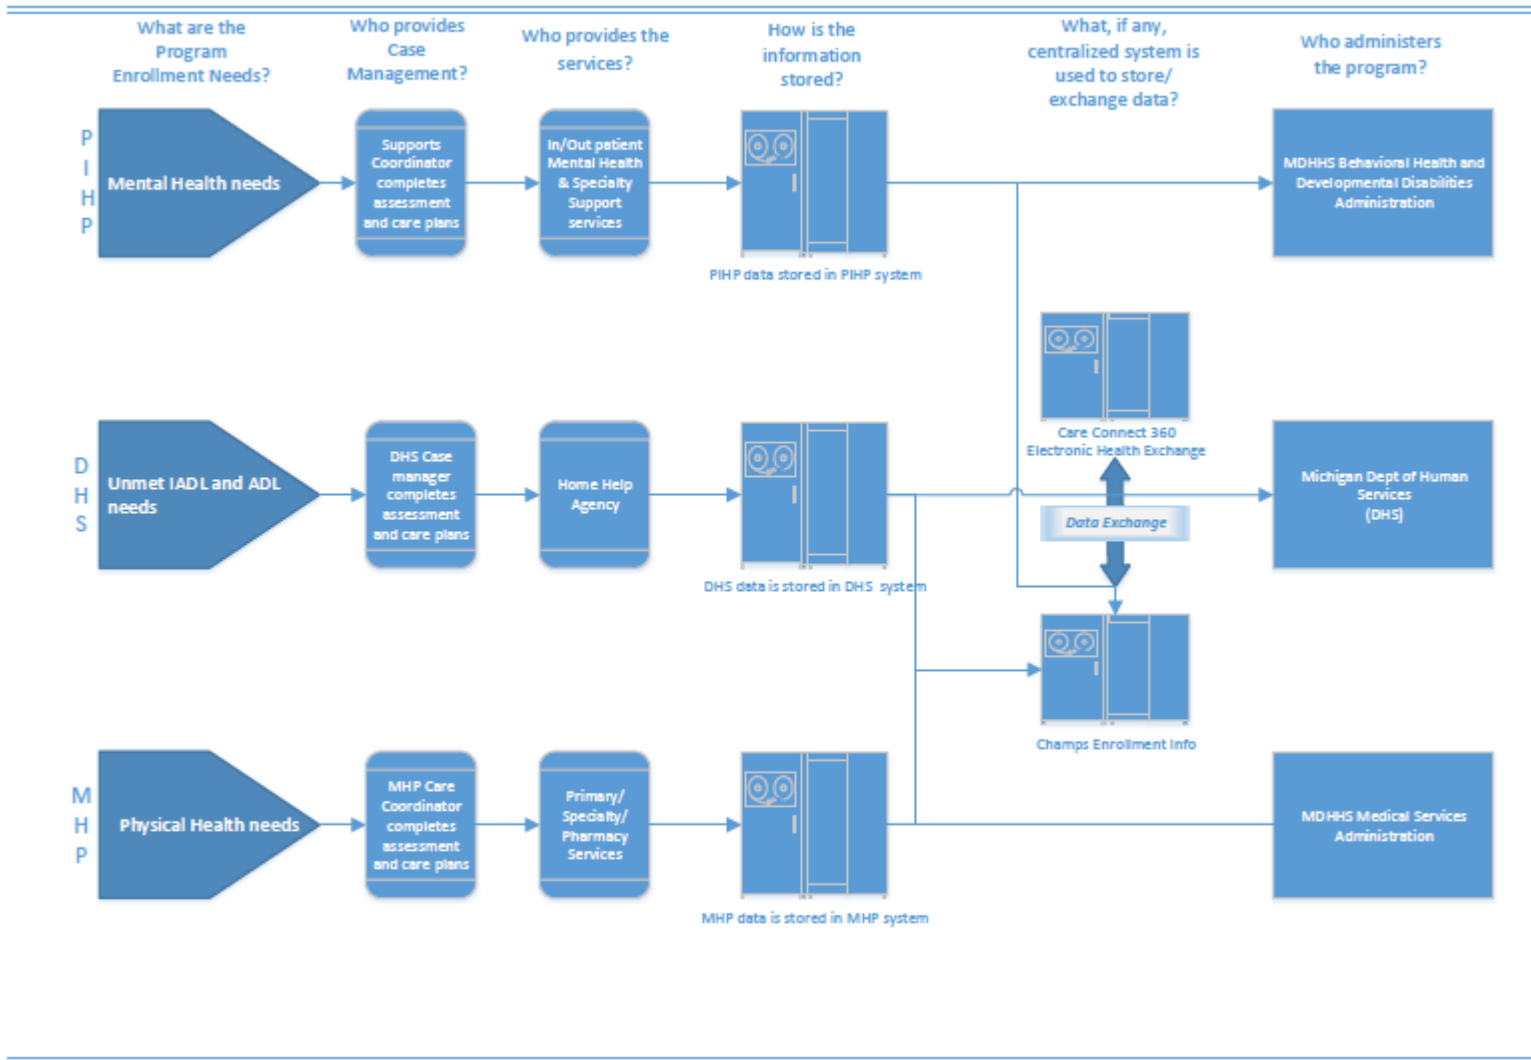 What are the
Program
Enrollment Needs?
Who provides
Case
Management?
Who provides the
services?
How is the
information
stored?
What, if any,
centralized system is
used to store/
exchange data?
Who administers
the program?
P
I
H
P
Mental Health needs
Supports
Coordinator
completes
assessment
and care plans
In/Out patient
Mental Health
& Specialty
Support
services
PIHP data stored in PIHP system
MDHHS Behavioral Health and
Developmental Disabilities
Administration
Care Connect 360
Electronic Health Exchange
D
H
S
Unmet IADL and ADL
needs
DHS Case
manager
completes
assessment
and care plans
Home Help
Agency
DHS data is stored in DHS system
Data Exchange
Michigan Dept of Human
Services
(DHS)
Champs Enrollment Info
M
H
P
Physical Health needs
MHP Care
Coordinator
completes
assessment
and care plans
Primary/
Specialty/
Pharmacy
Services
MHP data is stored in MHP system
MDHHS Medical Services
Administration